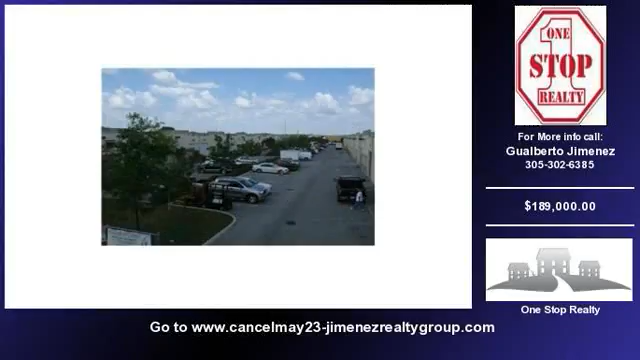 ONE
1
STOP
REALTY
For More info call:
Gualberto Jimenez
305-302-6385
$189,000.00
One Stop Realty
Go to www.cancelmay23-jimenezrealtygroup.com